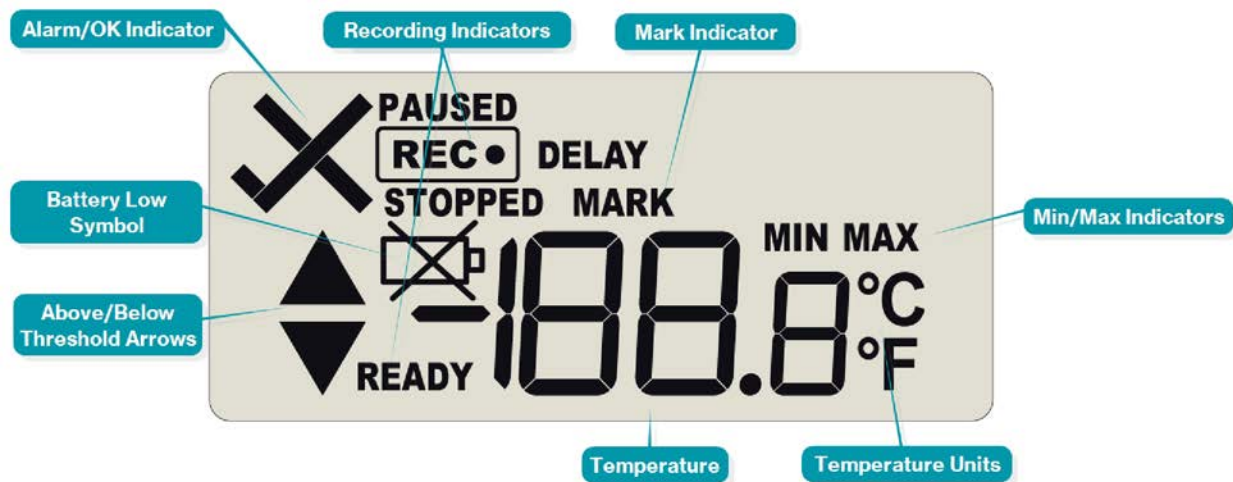 Alarm/OK Indicator
Recording Indicators
Mark Indicator
PAUSED
REC
DELAY
STOPPED MARK
Battery Low
Symbol
MIN MAX
Min/Max Indicators
-188.8
°C
°F
Above/Below
Threshold Arrows
READY
Temperature
Temperature Units